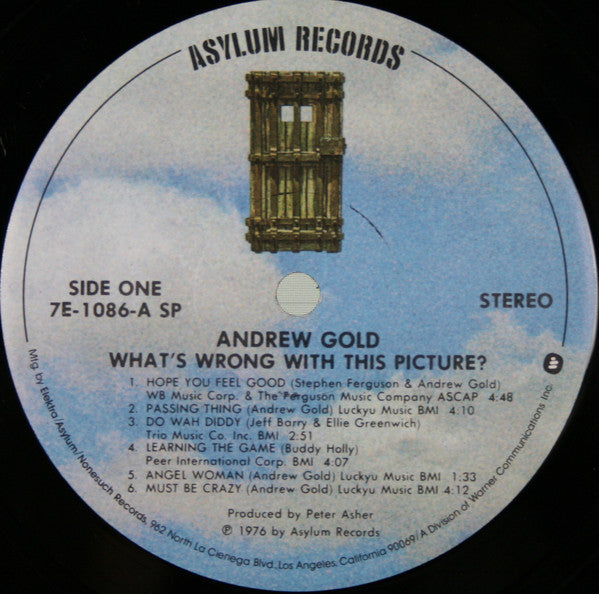 ASYLUM RECORDS
SIDE ONE
7E-1086-A SP
STEREO
ANDREW GOLD
WHAT'S WRONG WITH THIS PICTURE?
1. HOPE YOU FEEL GOOD (Stephen Ferguson & Andrew Gold)
WB Music Corp. & The Ferguson Music Company ASCAP 4:48
2. PASSING THING (Andrew Gold) Luckyu Music BMI 4:10
3. DO WAH DIDDY (Jeff Barry & Ellie Greenwich)
Trio Music Co. Inc. BMI 2:51
4. LEARNING THE GAME (Buddy Holly)
Peer International Corp. BMI 4:07
5. ANGEL WOMAN (Andrew Gold) Luckyu Music BMI 1:33
6. MUST BE CRAZY (Andrew Gold) Luckyu Music BMI 4:12
Produced by Peter Asher
℗ 1976 by Asylum Records
Mfg. by Elektra/Asylum/Nonesuch Records, 962 North La Cienega Blvd., Los Angeles, California 90069/A Division of Warner Communications Inc.